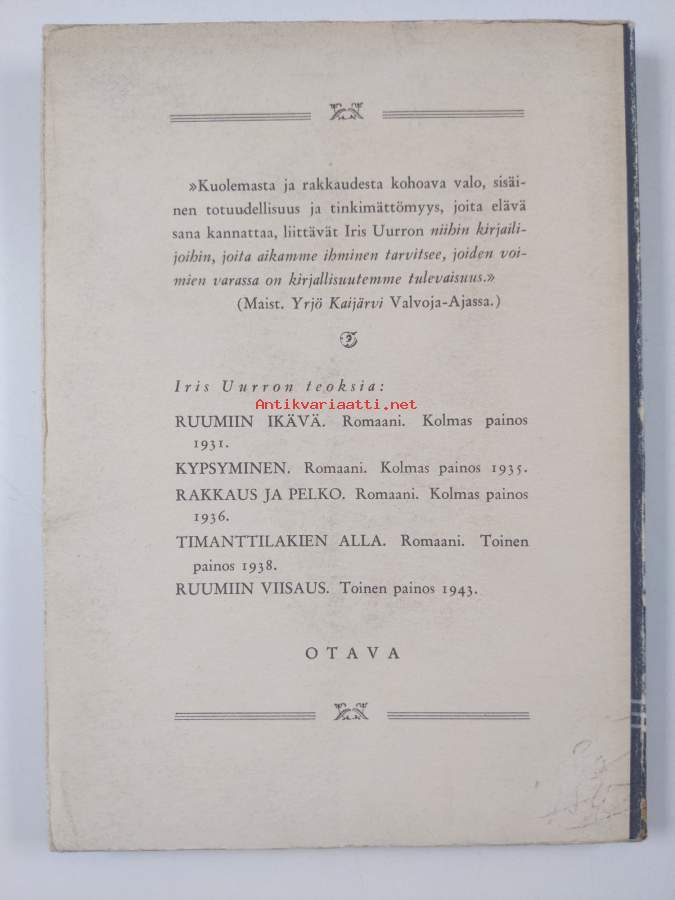 »Kuolemasta ja rakkaudesta kohoava valo, sisäi-
nen totuudellisuus ja tinkimättömyys, joita elävä
sana kannattaa, liittävät Iris Uurron niihin kirjaili-
joihin, joita aikamme ihminen tarvitsee, joiden voi-
mien varassa on kirjallisuutemme tulevaisuus.»
(Maist. Yrjö Kaijärvi Valvoja-Ajassa.)
Iris Uurron teoksia:
Antikvariaatti.net
RUUMIIN IKÄVÄ. Romaani. Kolmas painos
1931.
KYPSYMINEN. Romaani. Kolmas painos 1935.
RAKKAUS JA PELKO. Romaani. Kolmas painos
1936.
TIMANTTILAKIEN ALLA. Romaani. Toinen
painos 1938.
RUUMIIN VIISAUS. Toinen painos 1943.
OTAVA